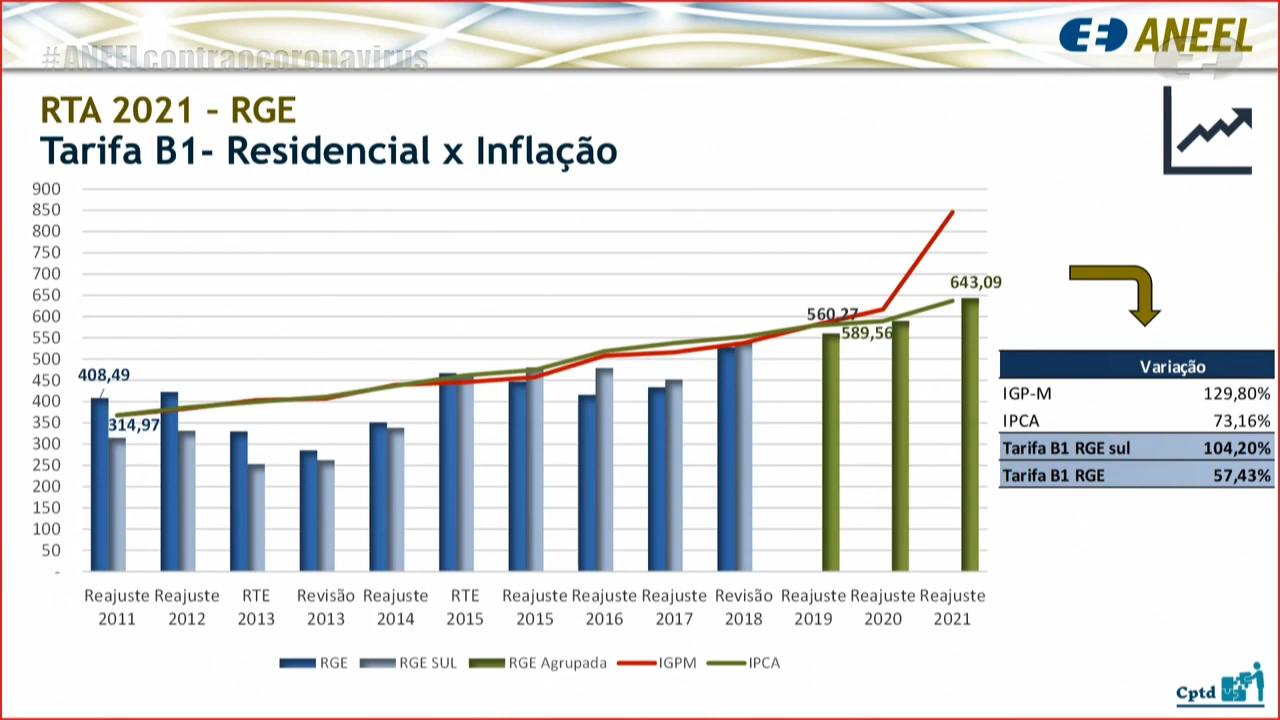 #ANEELcontraocoronavirus
ANEEL
RTA 2021 – RGE
Tarifa B1- Residencial x Inflação
900
850
800
750
700
650
600
550
500
450
400
350
300
250
200
150
100
50
-
408,49
314,97
560,27
589,56
643,09
Reajuste 2011
Reajuste 2012
RTE 2013
Revisão 2013
Reajuste 2014
RTE 2015
Reajuste 2015
Reajuste 2016
Reajuste 2017
Revisão 2018
Reajuste 2019
Reajuste 2020
Reajuste 2021
RGE RGE SUL RGE Agrupada IGPM IPCA
Variação
IGP-M 129,80%
IPCA 73,16%
Tarifa B1 RGE sul 104,20%
Tarifa B1 RGE 57,43%
Cptd